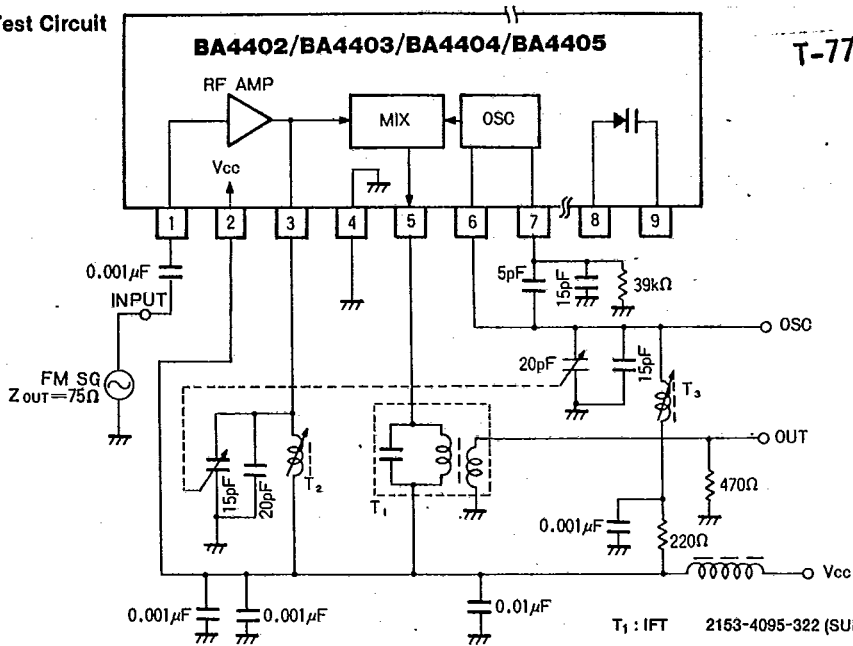 Test Circuit
BA4402/BA4403/BA4404/BA4405
T-77
RF AMP
MIX
OSC
Vcc
1 2 3 4 5 6 7 8 9
0.001μF
INPUT
FM SG
ZOUT=75Ω
5pF
15pF
39kΩ
OSC
20pF
15pF
T3
OUT
15pF
20pF
T2
T1
470Ω
0.001μF
220Ω
Vcc
0.001μF
0.001μF
0.01μF
T1 : IFT 2153-4095-322 (SU